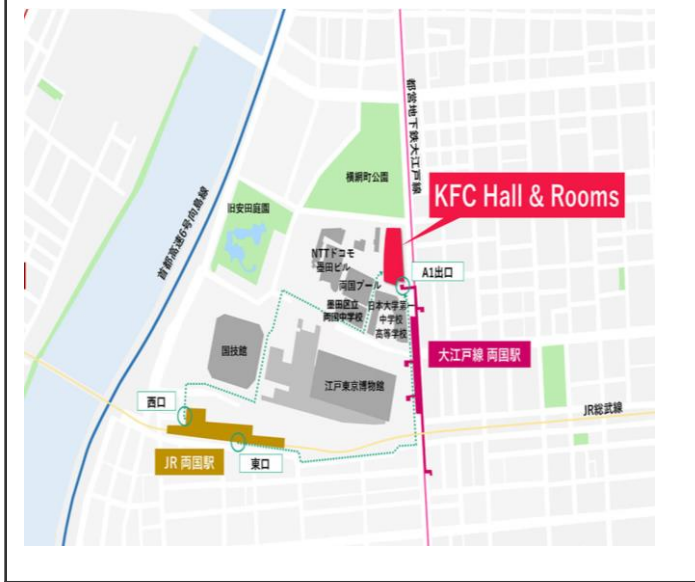 都営地下鉄大江戸線
横網町公園
KFC Hall & Rooms
旧安田庭園
首都高速6号向島線
NTTドコモ
墨田ビル
A1出口
両国プール
墨田区立
両国中学校
日本大学第一
中学校
高等学校
国技館
大江戸線 両国駅
江戸東京博物館
西口
JR総武線
JR 両国駅
東口